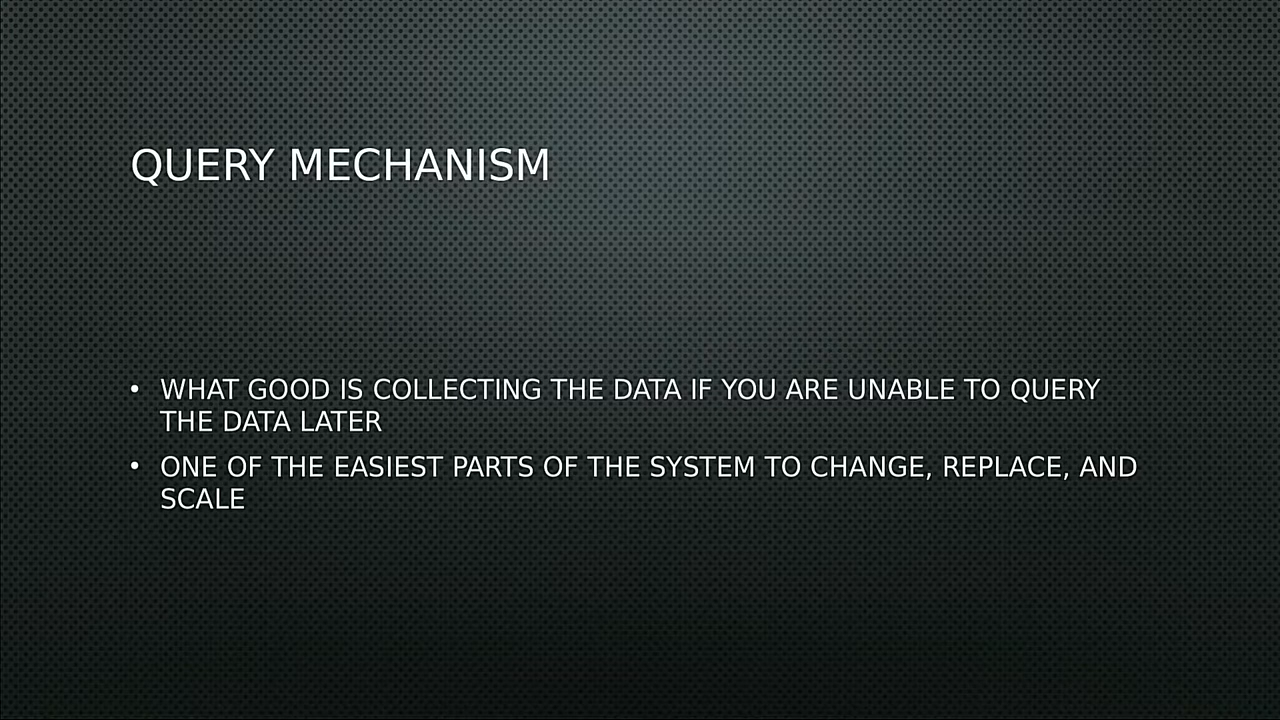 QUERY MECHANISM
• WHAT GOOD IS COLLECTING THE DATA IF YOU ARE UNABLE TO QUERY
THE DATA LATER
• ONE OF THE EASIEST PARTS OF THE SYSTEM TO CHANGE, REPLACE, AND
SCALE